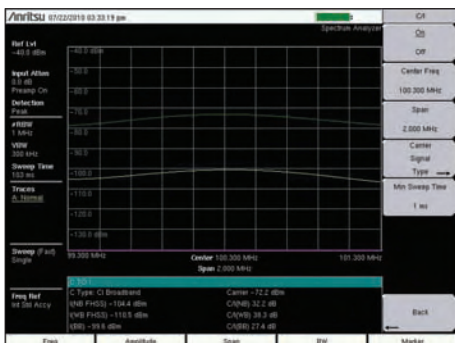 Anritsu 07/22/2010 03:33:19 pm
Spectrum Analyzer
Ref Lvl
-40.0 dBm
Input Atten
0.0 dB
Preamp On
Detection
Peak
#RBW
1 MHz
VBW
300 kHz
Sweep Time
103 ms
Traces
A: Normal
Sweep (Fast)
Single
Freq Ref
Int Std Accy
-40.0 dBm
-50.0
-60.0
-70.0
-80.0
-90.0
-100.0
-110.0
-120.0
-130.0 dBm
99.300 MHz
Center 100.300 MHz
101.300 MHz
Span 2.000 MHz
C TO I
C Type: CI Broadband
Carrier -72.2 dBm
I(NB FHSS) -104.4 dBm
C/I(NB) 32.2 dB
I(WB FHSS) -110.5 dBm
C/I(WB) 38.3 dB
I(BB) -99.6 dBm
C/I(BB) 27.4 dB
C/I
On
Off
Center Freq
100.300 MHz
Span
2.000 MHz
Carrier
Signal
Type
Min Sweep Time
1 ms
Back
Freq
Amplitude
Span
BW
Marker